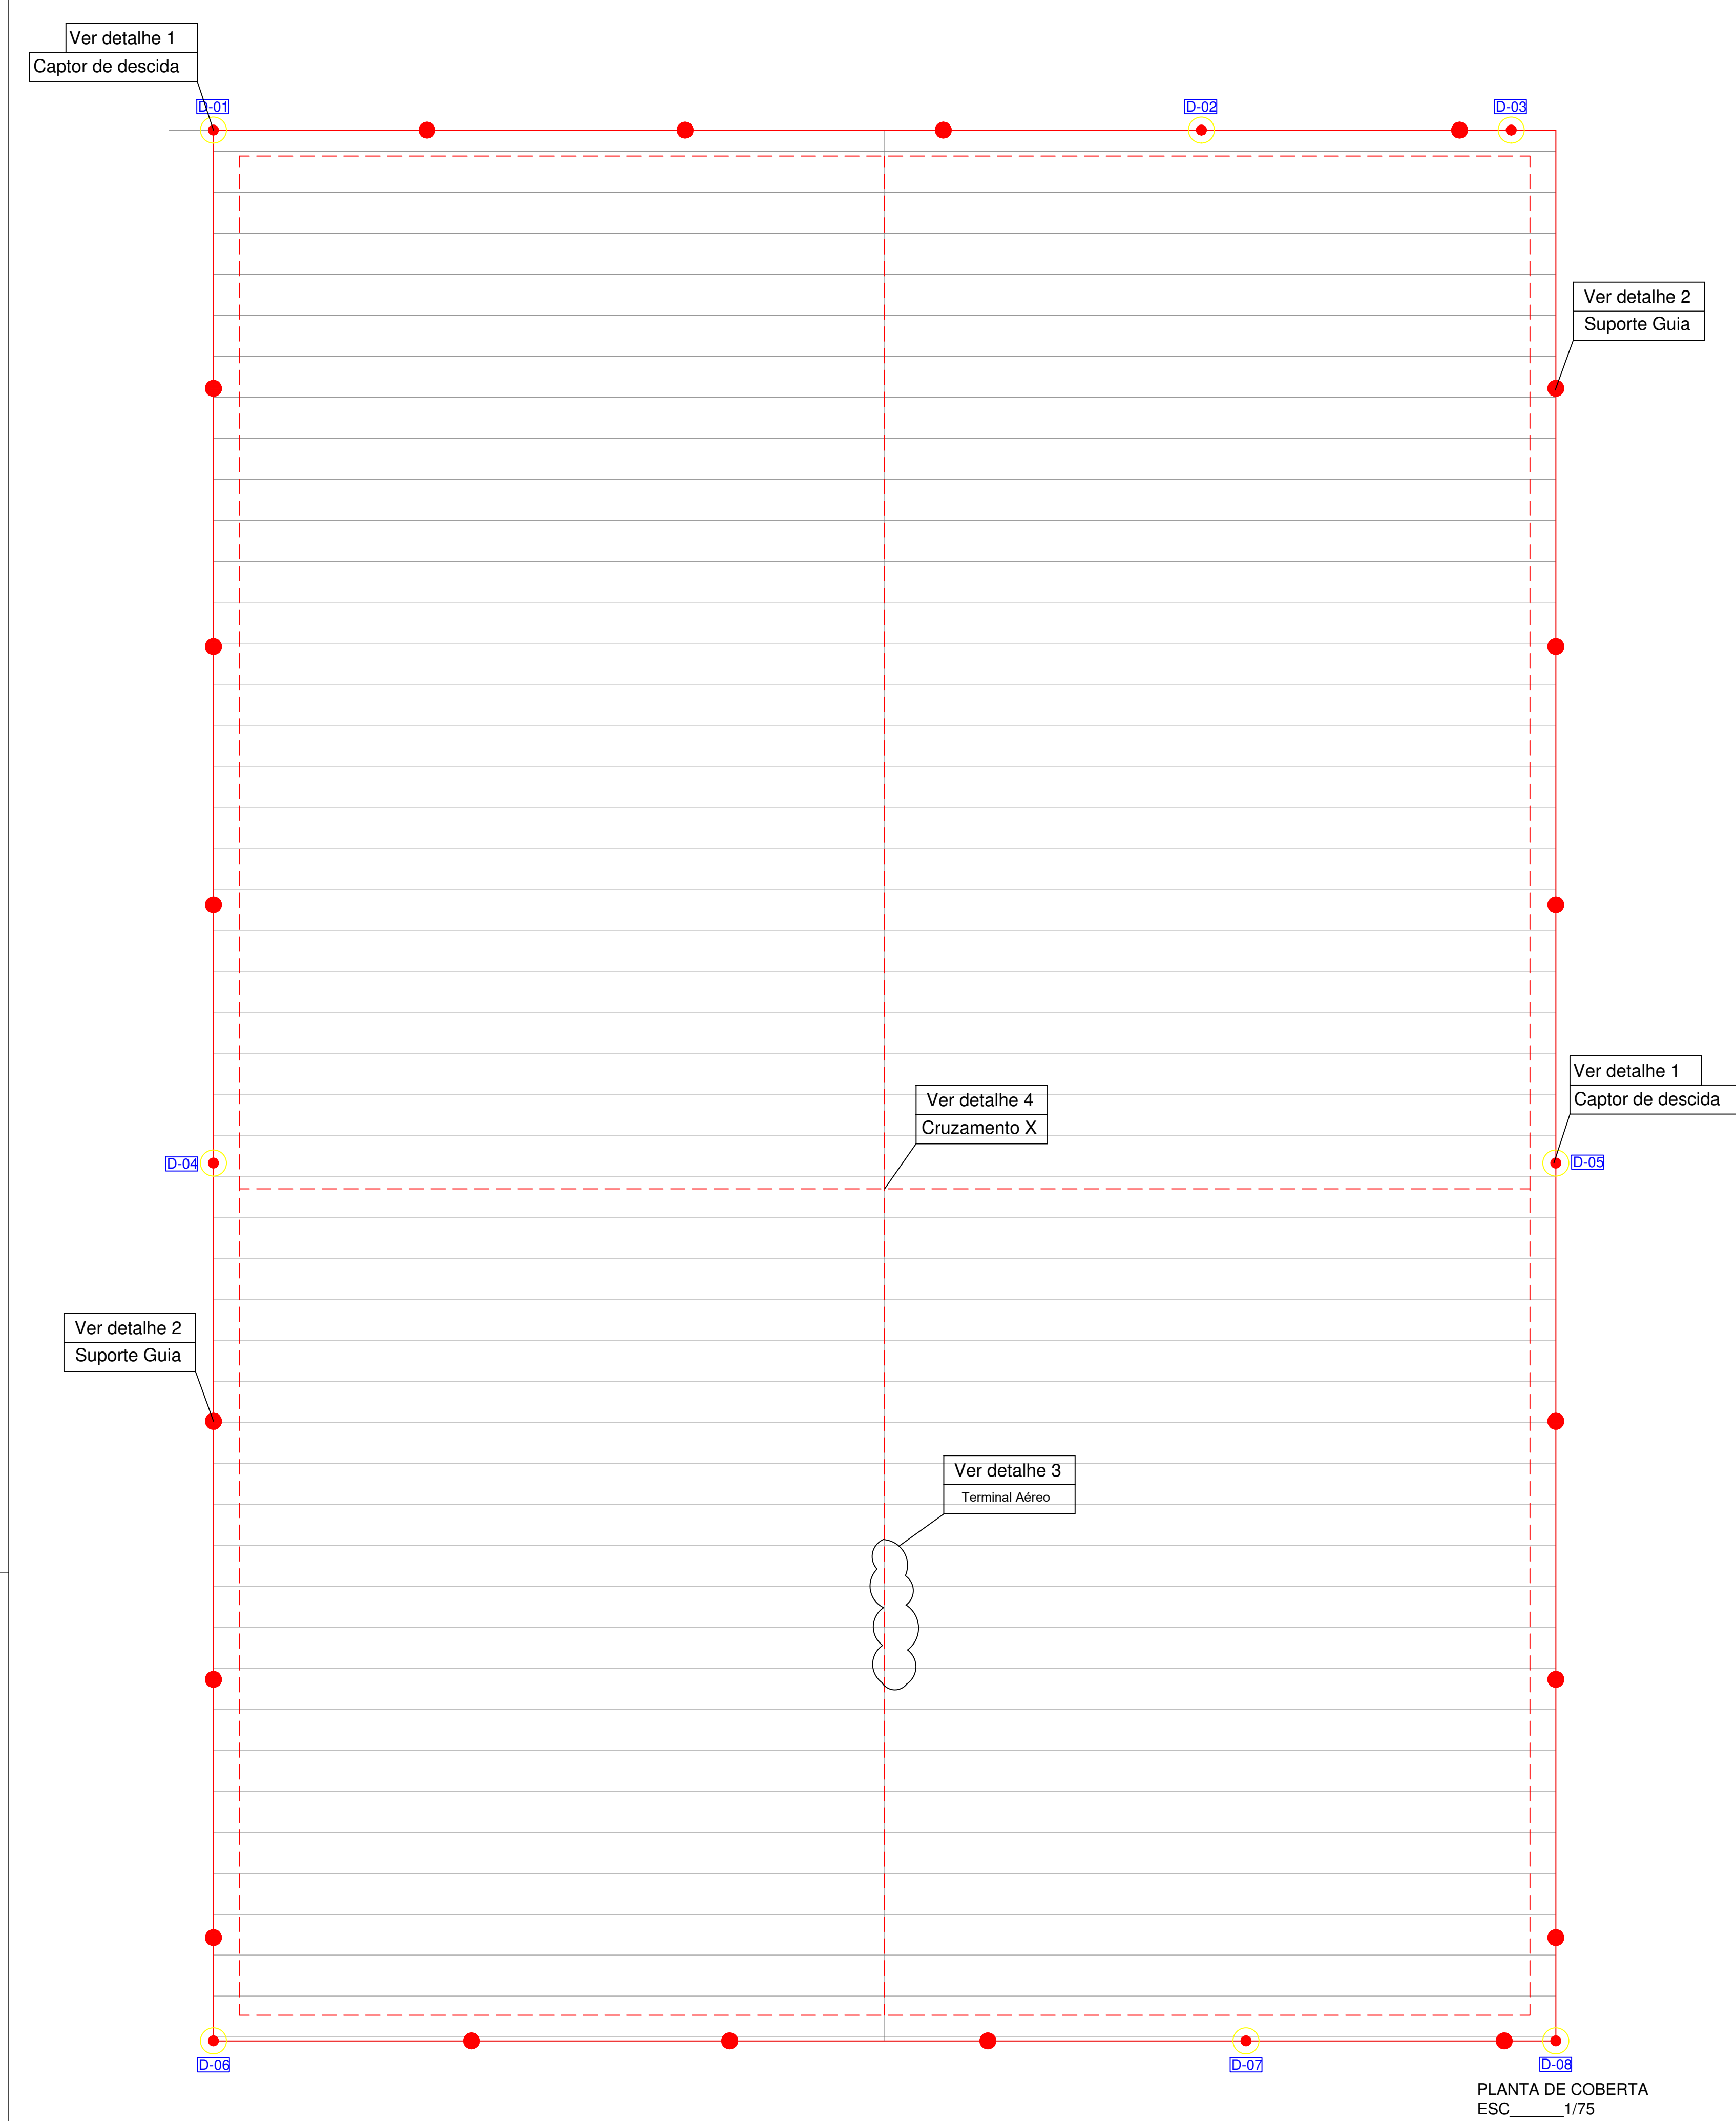 Ver detalhe 1
Captor de descida
D-01
D-02
D-03
Ver detalhe 2
Suporte Guia
Ver detalhe 1
Captor de descida
Ver detalhe 4
Cruzamento X
D-04
D-05
Ver detalhe 2
Suporte Guia
Ver detalhe 3
Terminal Aéreo
D-06
D-07
D-08
PLANTA DE COBERTA
ESC______1/75